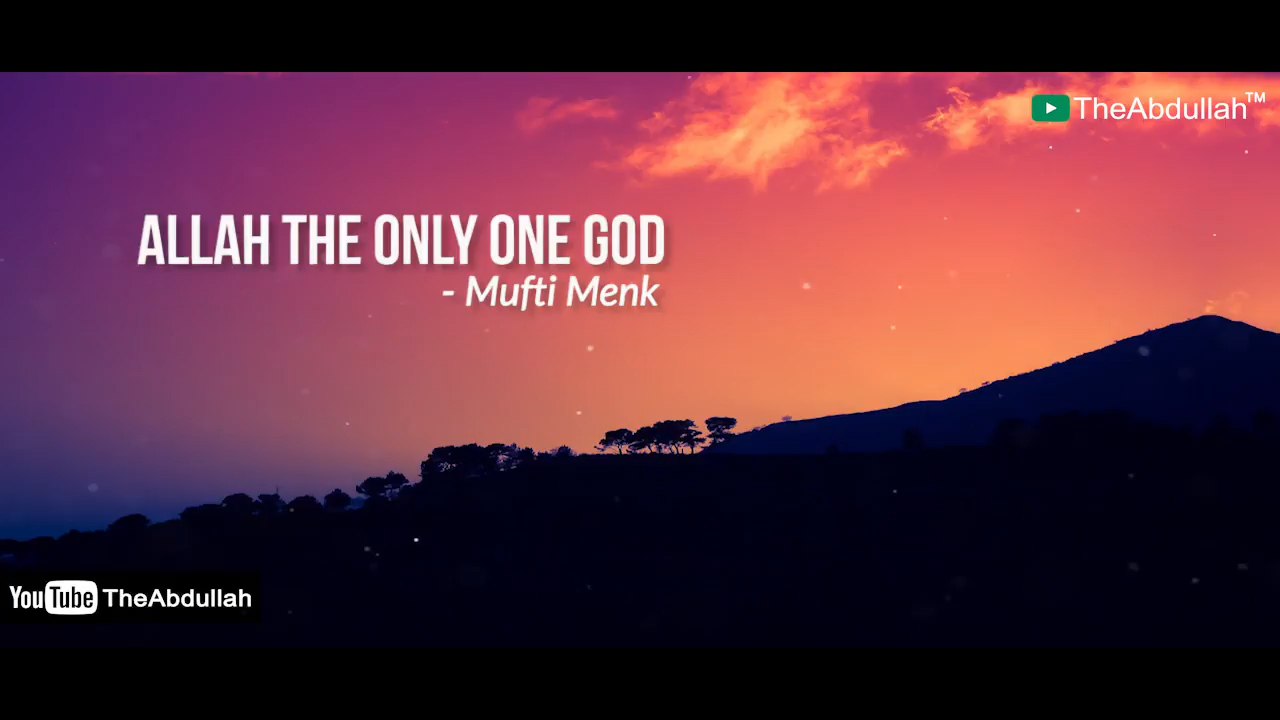 TheAbdullah™
ALLAH THE ONLY ONE GOD
- Mufti Menk
YouTube TheAbdullah